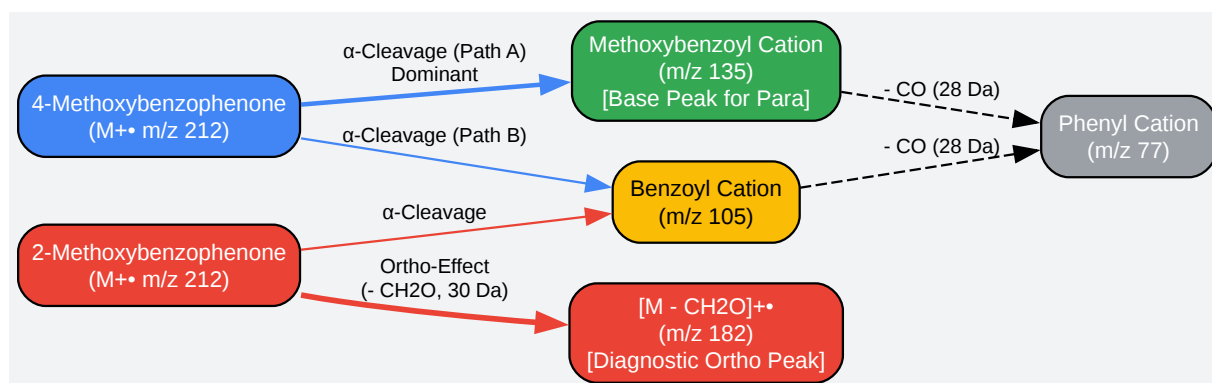 4-Methoxybenzophenone
(M+• m/z 212)
α-Cleavage (Path A)
Dominant
Methoxybenzoyl Cation
(m/z 135)
[Base Peak for Para]
- CO (28 Da)
α-Cleavage (Path B)
Benzoyl Cation
(m/z 105)
- CO (28 Da)
Phenyl Cation
(m/z 77)
2-Methoxybenzophenone
(M+• m/z 212)
α-Cleavage
Ortho-Effect
(- CH2O, 30 Da)
[M - CH2O]+•
(m/z 182)
[Diagnostic Ortho Peak]